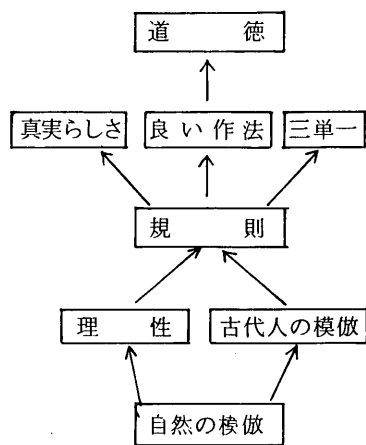 道 徳
真実らしさ 良い作法 三単一
規 則
理 性 古代人の模倣
自然の模倣